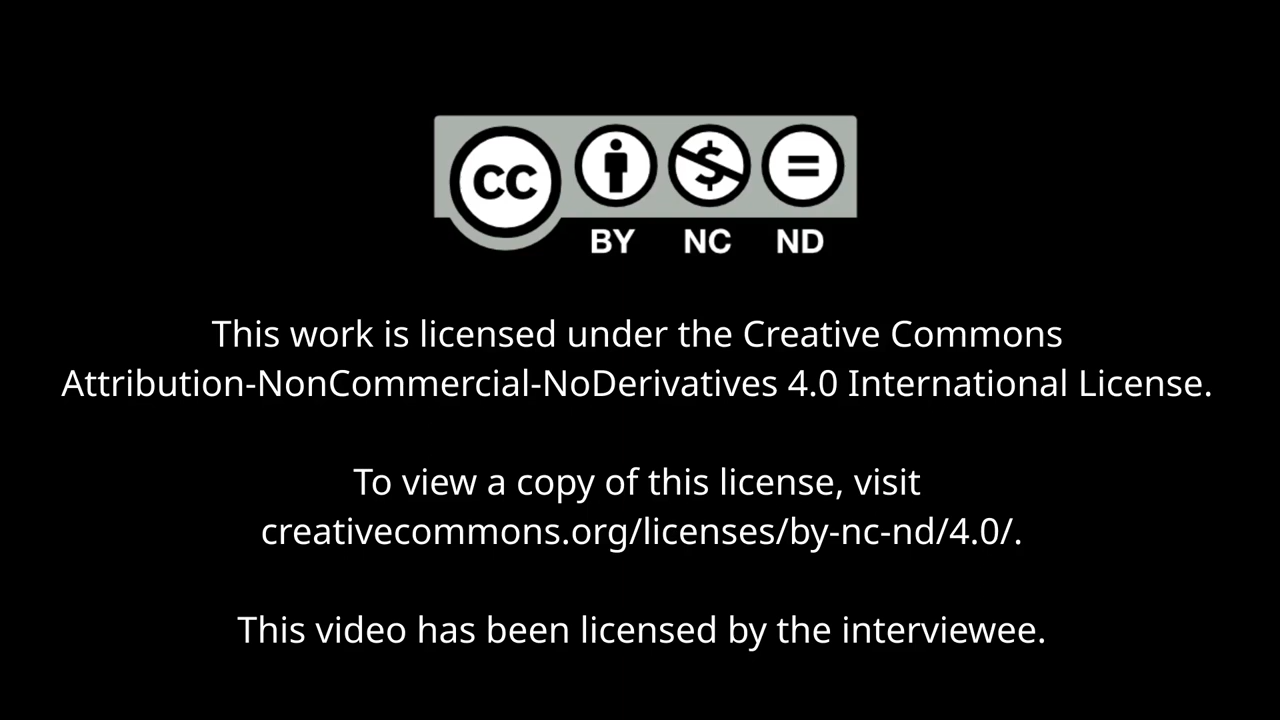 CC
BY NC ND
This work is licensed under the Creative Commons
Attribution-NonCommercial-NoDerivatives 4.0 International License.
To view a copy of this license, visit
creativecommons.org/licenses/by-nc-nd/4.0/.
This video has been licensed by the interviewee.